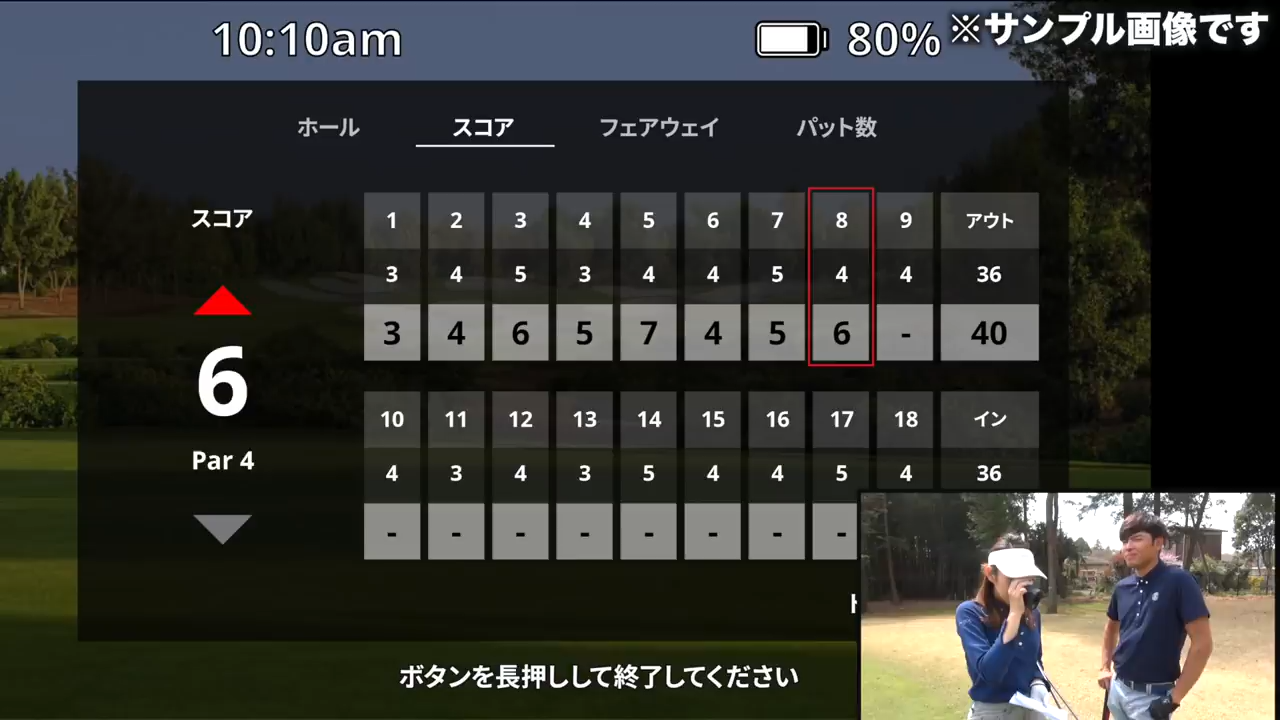 10:10am 80% ※サンプル画像です
ホール スコア フェアウェイ パット数
スコア
6
Par 4
1 2 3 4 5 6 7 8 9 アウト
3 4 5 3 4 4 5 4 4 36
3 4 6 5 7 4 5 6 - 40
10 11 12 13 14 15 16 17 18 イン
4 3 4 3 5 4 4 5 4 36
- - - - - - - -
ボタンを長押しして終了してください